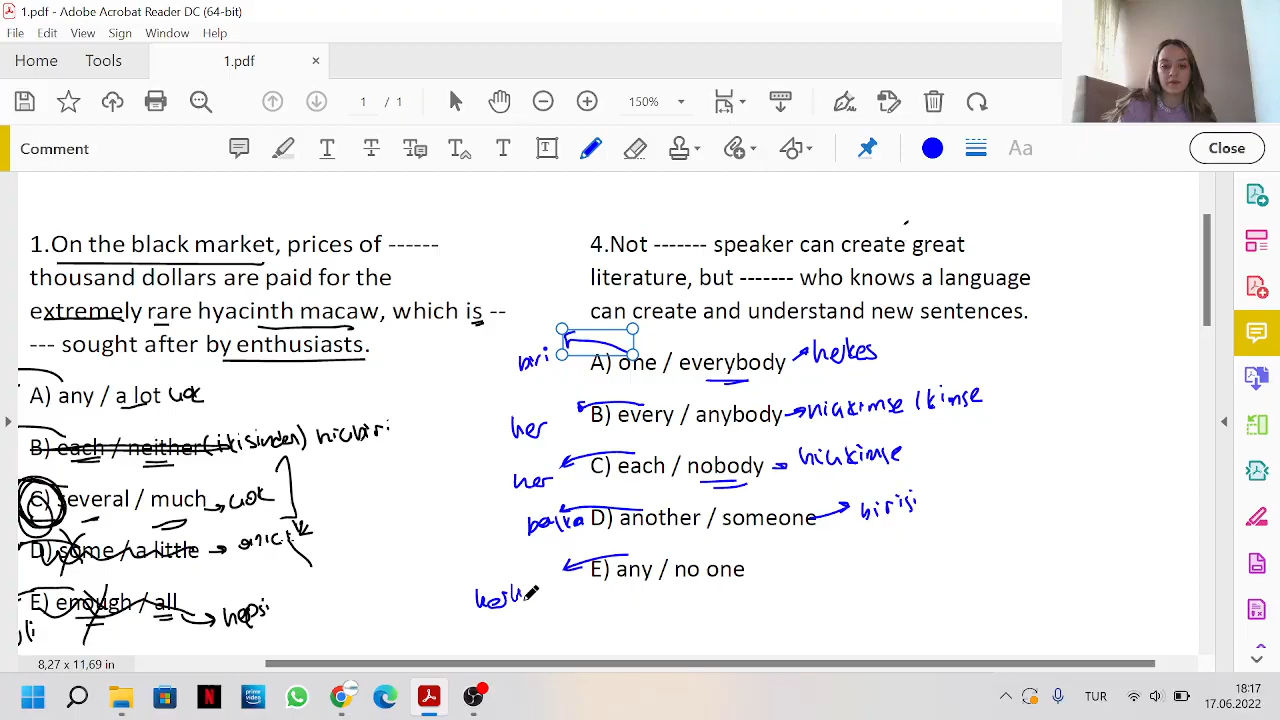 1.pdf - Adobe Acrobat Reader DC (64-bit)
File Edit View Sign Window Help
Home Tools 1.pdf ×
1 / 1 150%
Comment Aa Close
1.On the black market, prices of ------
thousand dollars are paid for the
extremely rare hyacinth macaw, which is --
--- sought after by enthusiasts.
A) any / a lot çok
B) each / neither (ikisinden) hiçbiri
C) several / much → çok
D) some / a little →
E) enough / all → hepsi
4.Not ------- speaker can create great
literature, but ------- who knows a language
can create and understand new sentences.
biri A) one / everybody herkes
her B) every / anybody → hiçkimse / kimse
her C) each / nobody → hiçkimse
başka D) another / someone birisi
E) any / no one
8,27 x 11,69 in
prime video
TUR
18:17
17.06.2022